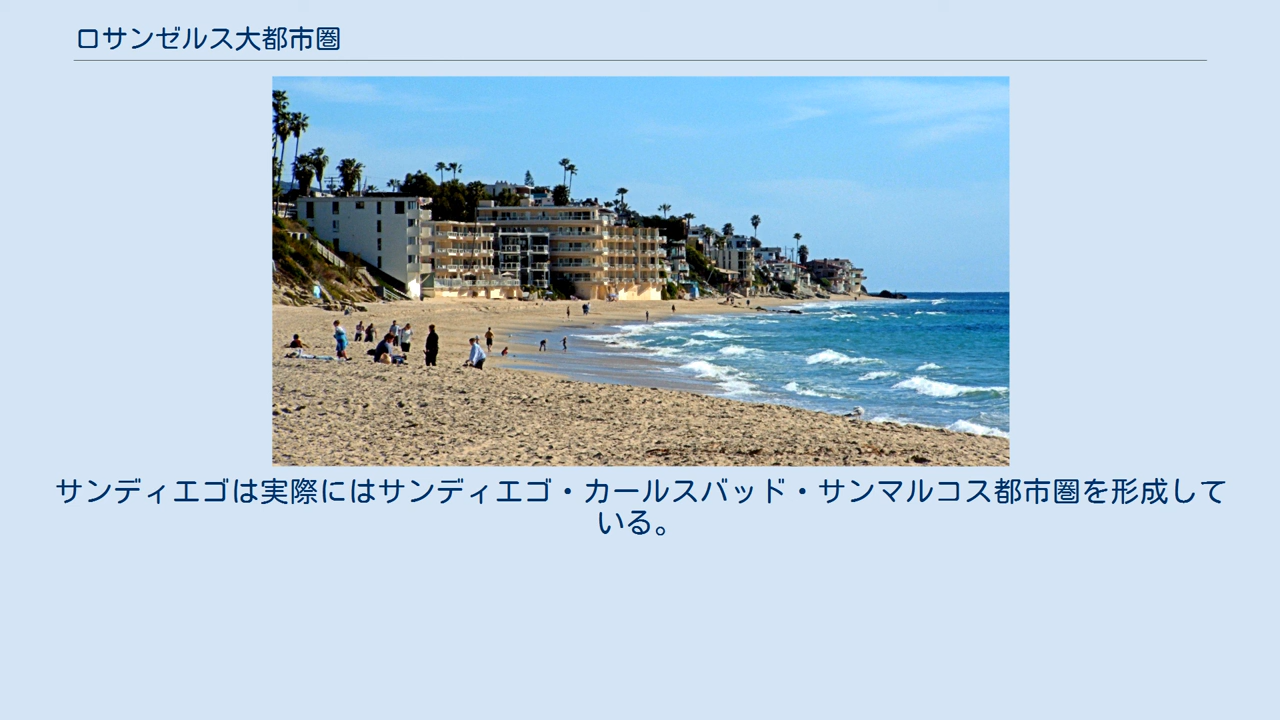 ロサンゼルス大都市圏
サンディエゴは実際にはサンディエゴ・カールスバッド・サンマルコス都市圏を形成して
いる。